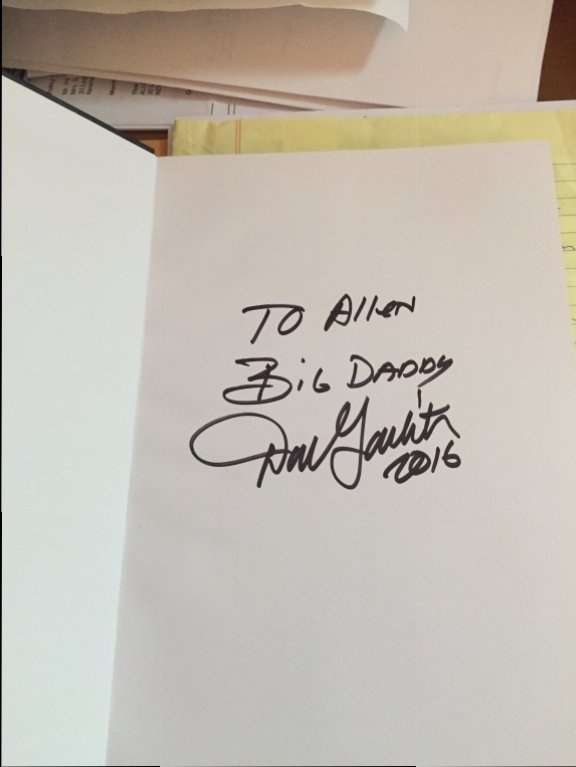 TO Allen
Big DADDY
Don Garlits
2016